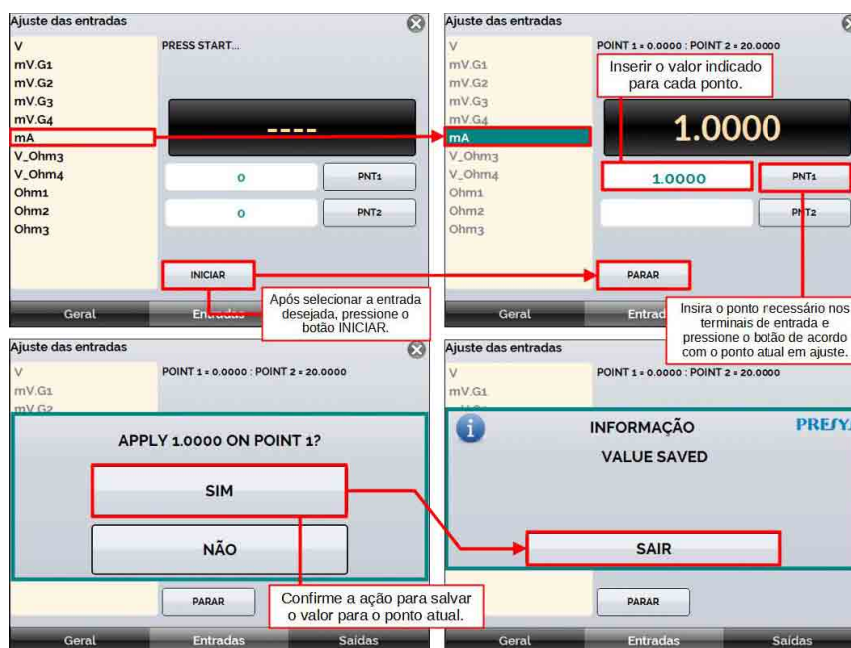 Ajuste das entradas
V
mV.G1
mV.G2
mV.G3
mV.G4
mA
V_Ohm3
V_Ohm4
Ohm1
Ohm2
Ohm3
PRESS START...
----
0
PNT1
0
PNT2
INICIAR
Geral
Entradas
Após selecionar a entrada
desejada, pressione o
botão INICIAR.
Ajuste das entradas
V
mV.G1
mV.G2
mV.G3
mV.G4
mA
V_Ohm3
V_Ohm4
Ohm1
Ohm2
Ohm3
POINT 1 = 0.0000 : POINT 2 = 20.0000
Inserir o valor indicado
para cada ponto.
1.0000
1.0000
PNT1
PNT2
PARAR
Geral
Entrad
Insira o ponto necessário nos
terminais de entrada e
pressione o botão de acordo
com o ponto atual em ajuste.
Ajuste das entradas
V
mV.G1
mV.G2
POINT 1 = 0.0000 : POINT 2 = 20.0000
APPLY 1.0000 ON POINT 1?
SIM
NÃO
PARAR
Confirme a ação para salvar
o valor para o ponto atual.
Geral
Entradas
Saídas
Ajuste das entradas
V
mV.G1
POINT 1 = 0.0000 : POINT 2 = 20.0000
INFORMAÇÃO
PRESYS
VALUE SAVED
SAIR
PARAR
Geral
Entradas
Saídas